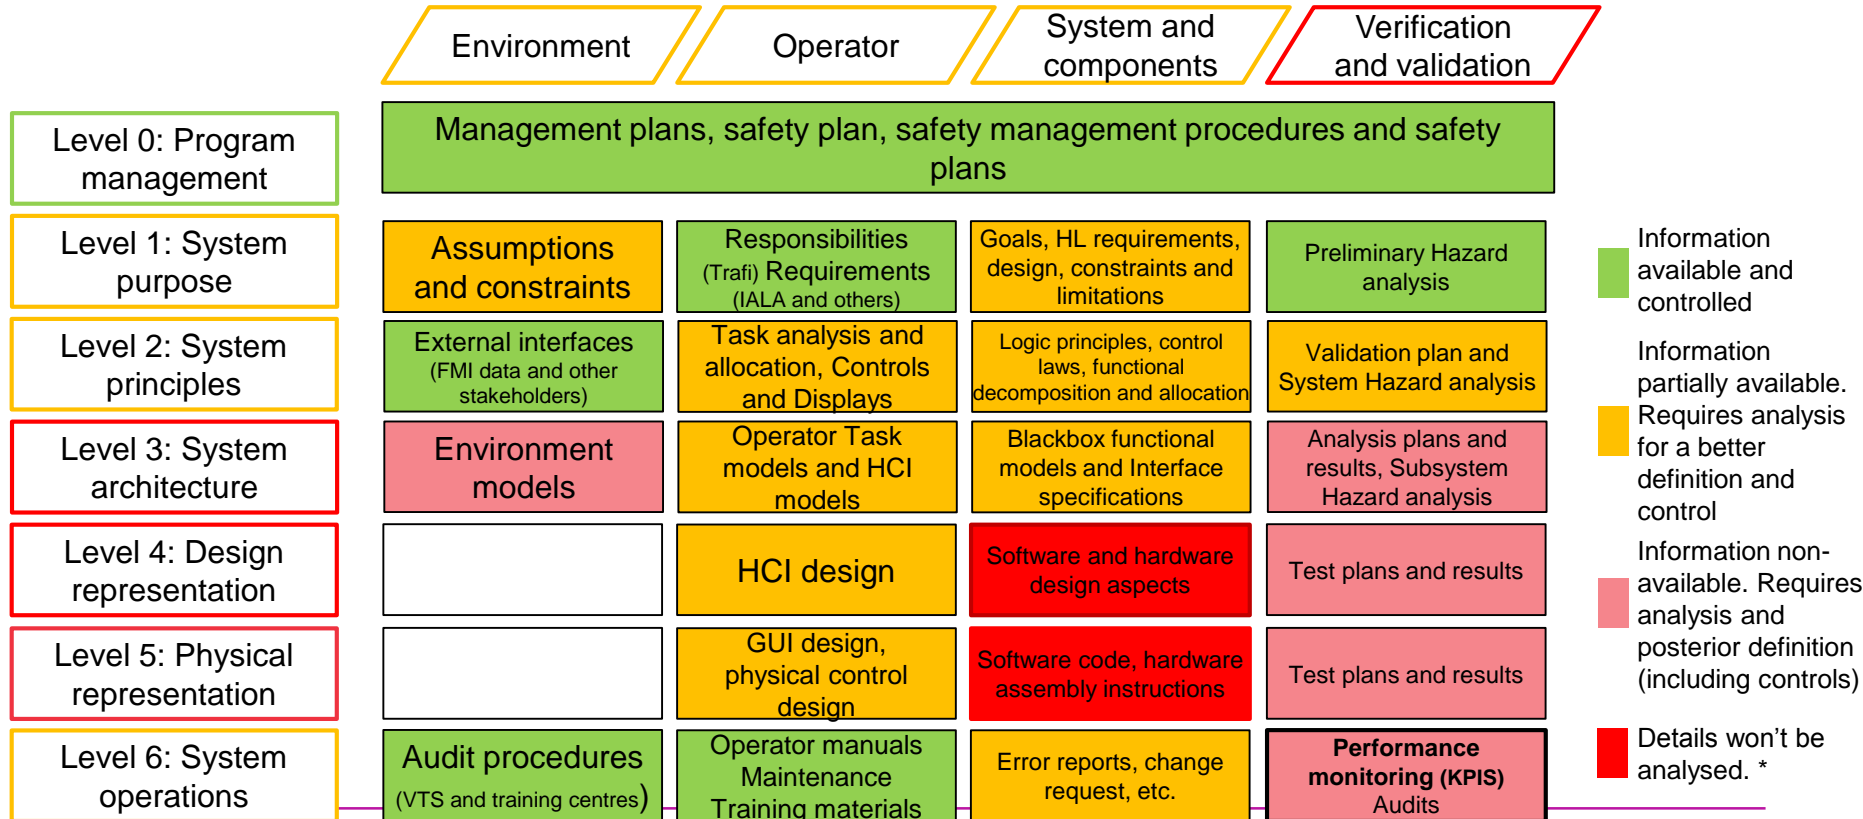 Environment
Operator
System and
components
Verification
and validation
Level 0: Program
management
Management plans, safety plan, safety management procedures and safety
plans
Level 1: System
purpose
Assumptions
and constraints
Responsibilities
(Trafi) Requirements
(IALA and others)
Goals, HL requirements,
design, constraints and
limitations
Preliminary Hazard
analysis
Level 2: System
principles
External interfaces
(FMI data and other
stakeholders)
Task analysis and
allocation, Controls
and Displays
Logic principles, control
laws, functional
decomposition and allocation
Validation plan and
System Hazard analysis
Level 3: System
architecture
Environment
models
Operator Task
models and HCI
models
Blackbox functional
models and Interface
specifications
Analysis plans and
results, Subsystem
Hazard analysis
Level 4: Design
representation
HCI design
Software and hardware
design aspects
Test plans and results
Level 5: Physical
representation
GUI design,
physical control
design
Software code, hardware
assembly instructions
Test plans and results
Level 6: System
operations
Audit procedures
(VTS and training centres)
Operator manuals
Maintenance
Training materials
Error reports, change
request, etc.
Performance
monitoring (KPIS)
Audits
Information
available and
controlled
Information
partially available.
Requires analysis
for a better
definition and
control
Information non-
available. Requires
analysis and
posterior definition
(including controls)
Details won't be
analysed. *